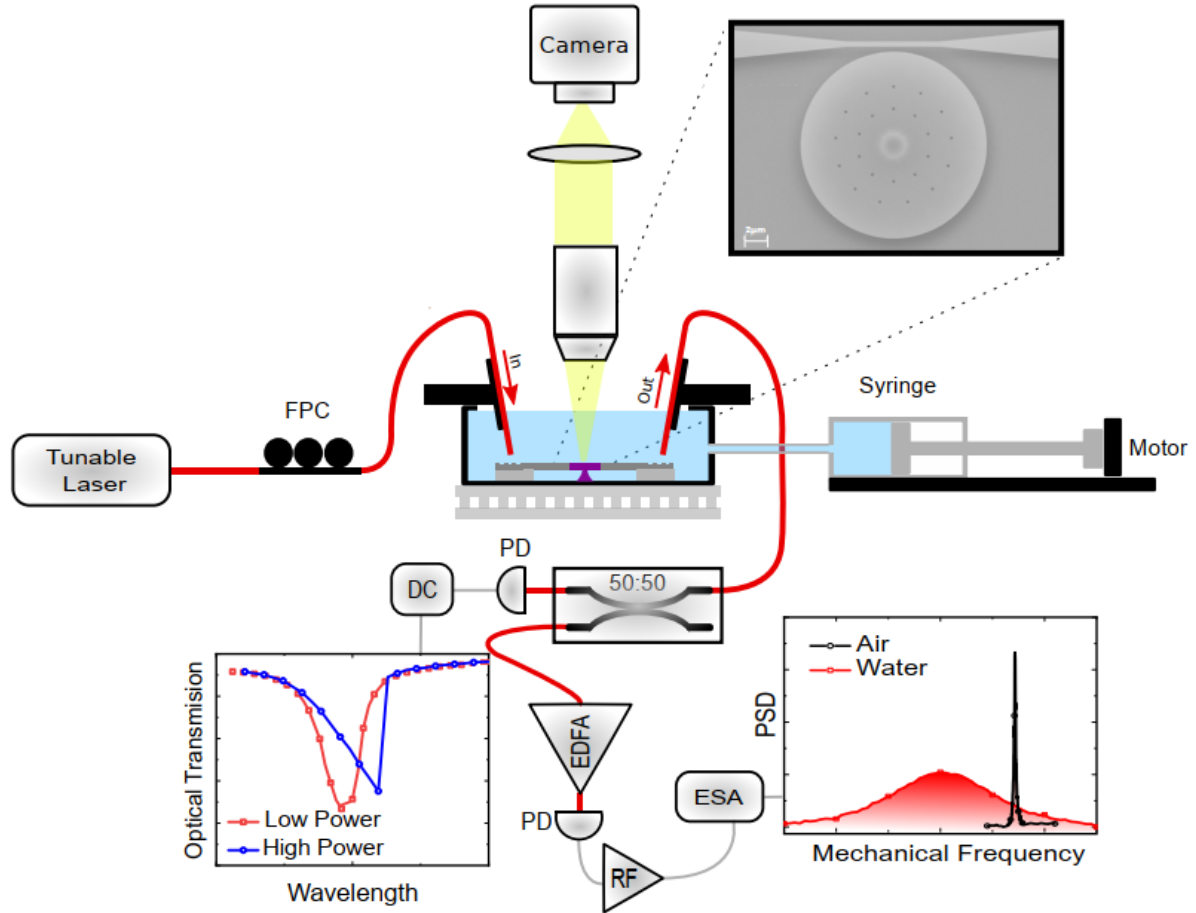 Camera
2μm
In
Out
Syringe
FPC
Tunable
Laser
Motor
PD
DC
50:50
Optical Transmision
Low Power
High Power
Wavelength
EDFA
PD
RF
ESA
Air
Water
PSD
Mechanical Frequency